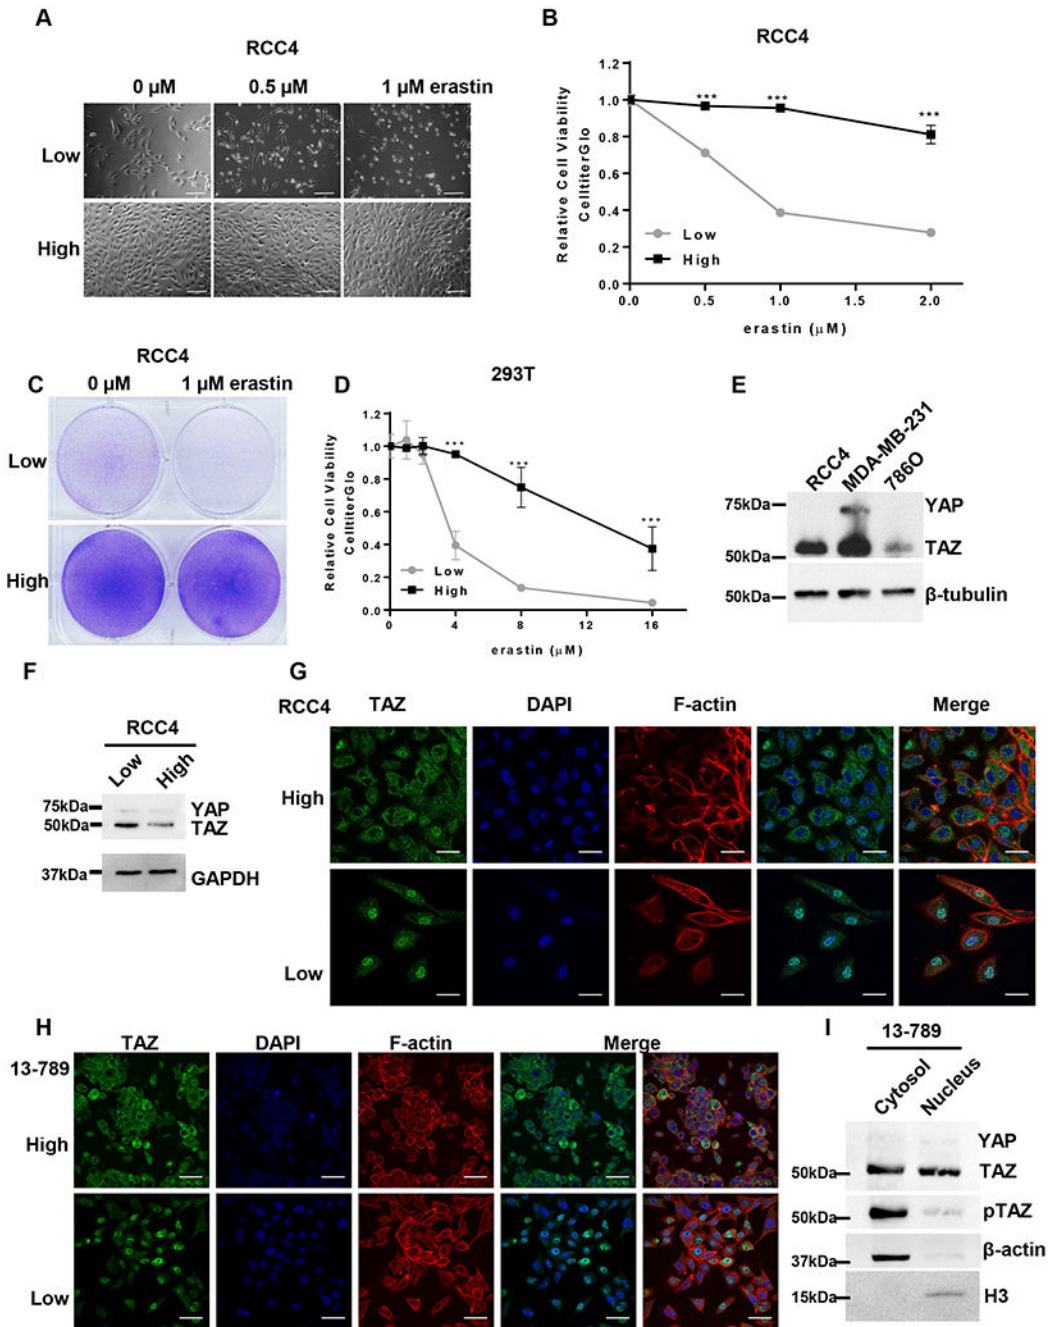 A
RCC4
0 µM 0.5 µM 1 µM erastin
Low
High
B
RCC4
Relative Cell Viability
CelltiterGlo
1.2
1.0
0.8
0.6
0.4
0.2
0.0
*** *** ***
Low
High
0.0 0.5 1.0 1.5 2.0
erastin (µM)
C
RCC4
0 µM 1 µM erastin
Low
High
D
293T
Relative Cell Viability
CelltiterGlo
1.2
1.0
0.8
0.6
0.4
0.2
0.0
*** *** ***
Low
High
0 4 8 12 16
erastin (µM)
E
RCC4 MDA-MB-231 786O
75kDa YAP
50kDa TAZ
50kDa β-tubulin
F
RCC4
Low High
75kDa YAP
50kDa TAZ
37kDa GAPDH
G
RCC4 TAZ DAPI F-actin Merge
High
Low
H
TAZ DAPI F-actin Merge
13-789
High
Low
I
13-789
Cytosol Nucleus
YAP
50kDa TAZ
50kDa pTAZ
37kDa β-actin
15kDa H3